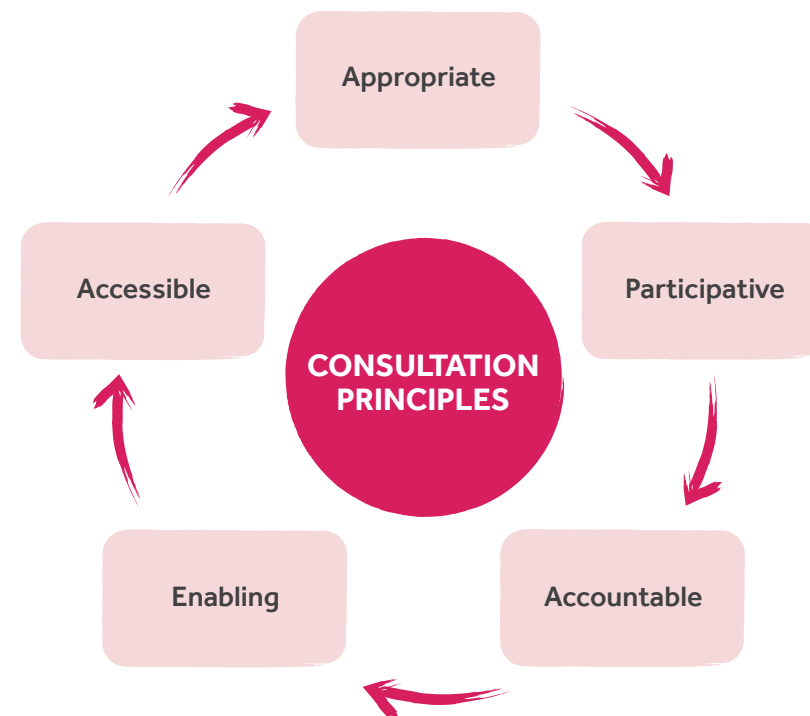 Appropriate
Accessible
Participative
CONSULTATION
PRINCIPLES
Enabling
Accountable